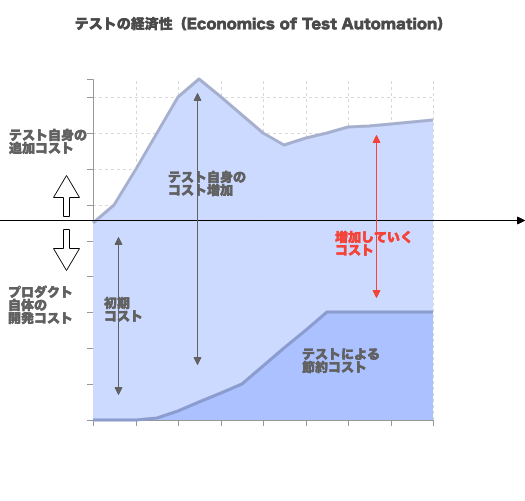 テストの経済性（Economics of Test Automation）
テスト自身の
追加コスト
テスト自身の
コスト増加
増加していく
コスト
プロダクト
自体の
開発コスト
初期
コスト
テストによる
節約コスト